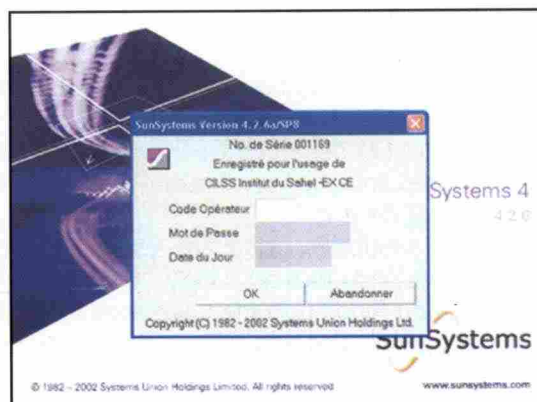 SunSystems Version 4.2.6a/SP8
No. de Série 001169
Enregistré pour l'usage de
CILSS Institut du Sahel -EX CE
Systems 4
4 2 6
Code Opérateur
Mot de Passe
Date du Jour
OK Abandonner
Copyright (C) 1982 - 2002 Systems Union Holdings Ltd.
SunSystems
© 1982 - 2002 Systems Union Holdings Limited. All rights reserved. www.sunsystems.com